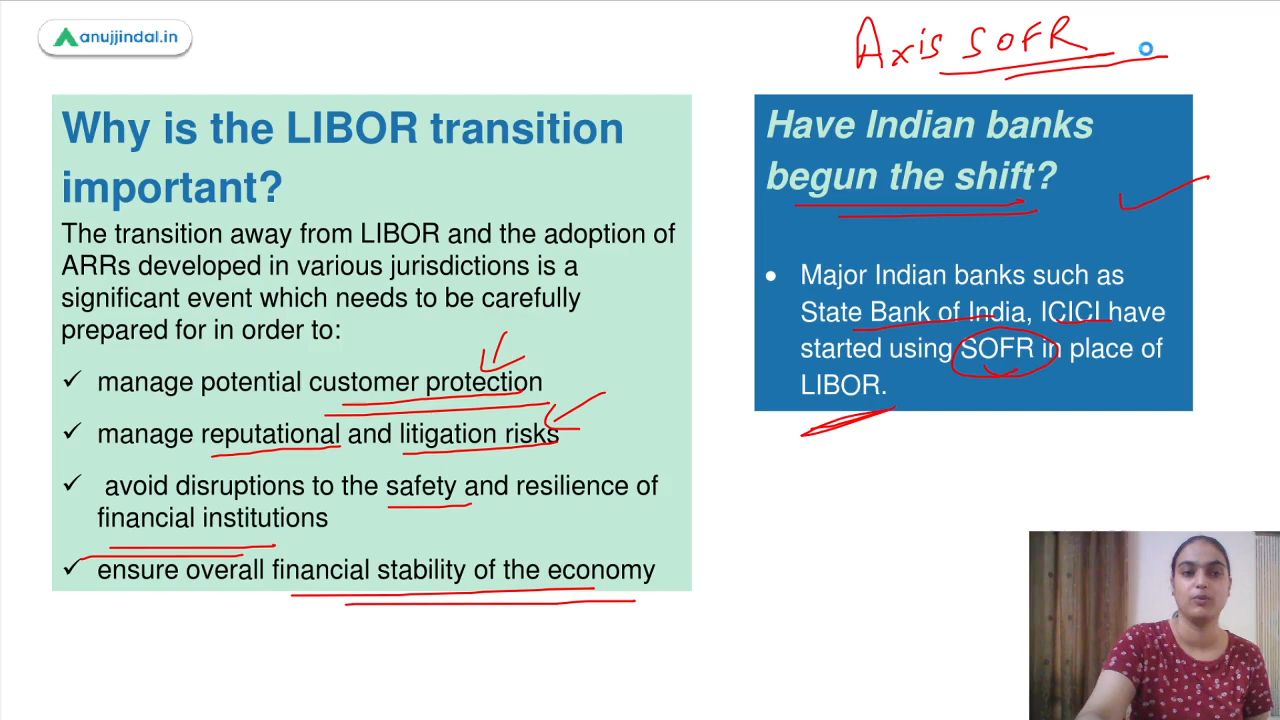 anujjindal.in
Axis SOFR
Why is the LIBOR transition
important?
The transition away from LIBOR and the adoption of
ARRs developed in various jurisdictions is a
significant event which needs to be carefully
prepared for in order to:
✓ manage potential customer protection
✓ manage reputational and litigation risks
✓ avoid disruptions to the safety and resilience of
financial institutions
✓ ensure overall financial stability of the economy
Have Indian banks
begun the shift?
• Major Indian banks such as
State Bank of India, ICICI have
started using SOFR in place of
LIBOR.